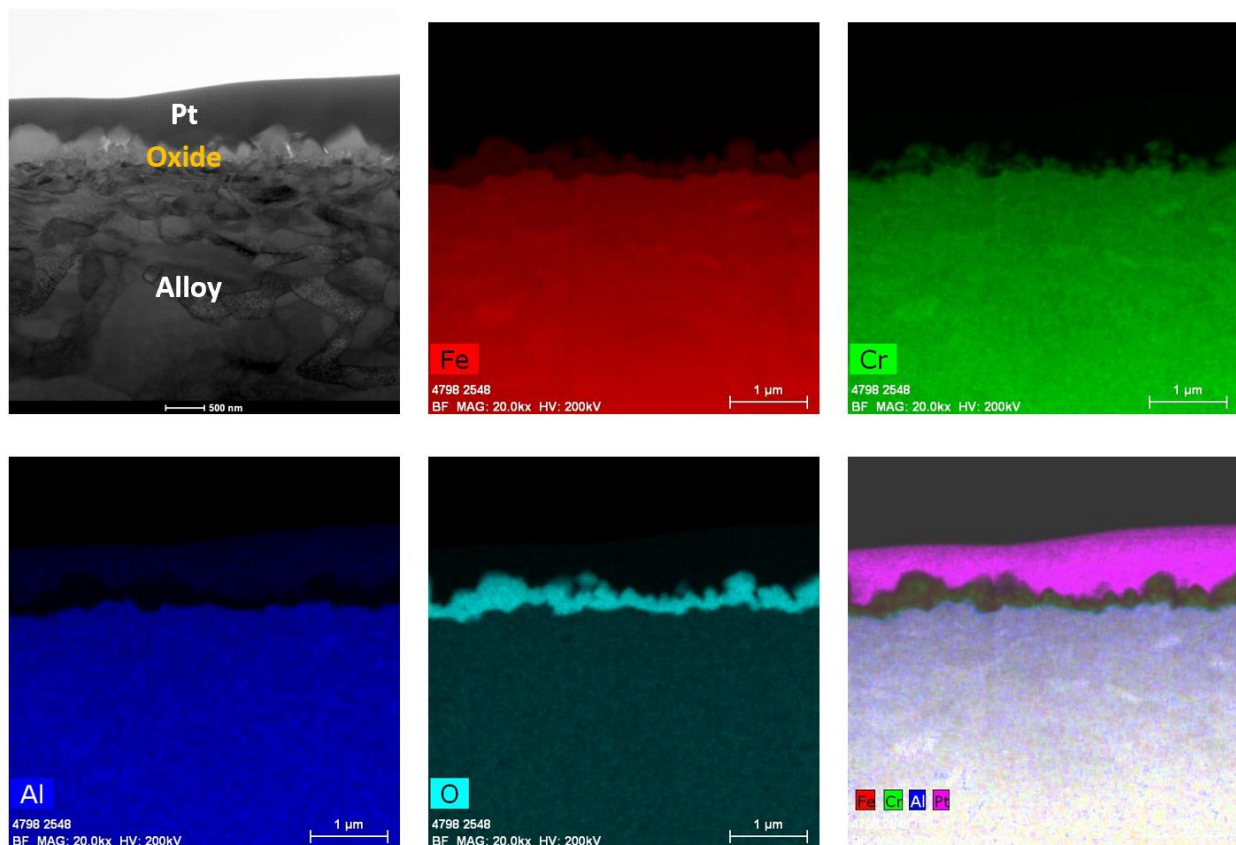 Pt
Oxide
Alloy
500 nm
Fe
4798 2548
1 µm
BF MAG: 20.0kx HV: 200kV
Cr
4798 2548
1 µm
BF MAG: 20.0kx HV: 200kV
Al
4798 2548
1 µm
BF MAG: 20.0kx HV: 200kV
O
4798 2548
1 µm
BF MAG: 20.0kx HV: 200kV
Fe Cr Al Pt